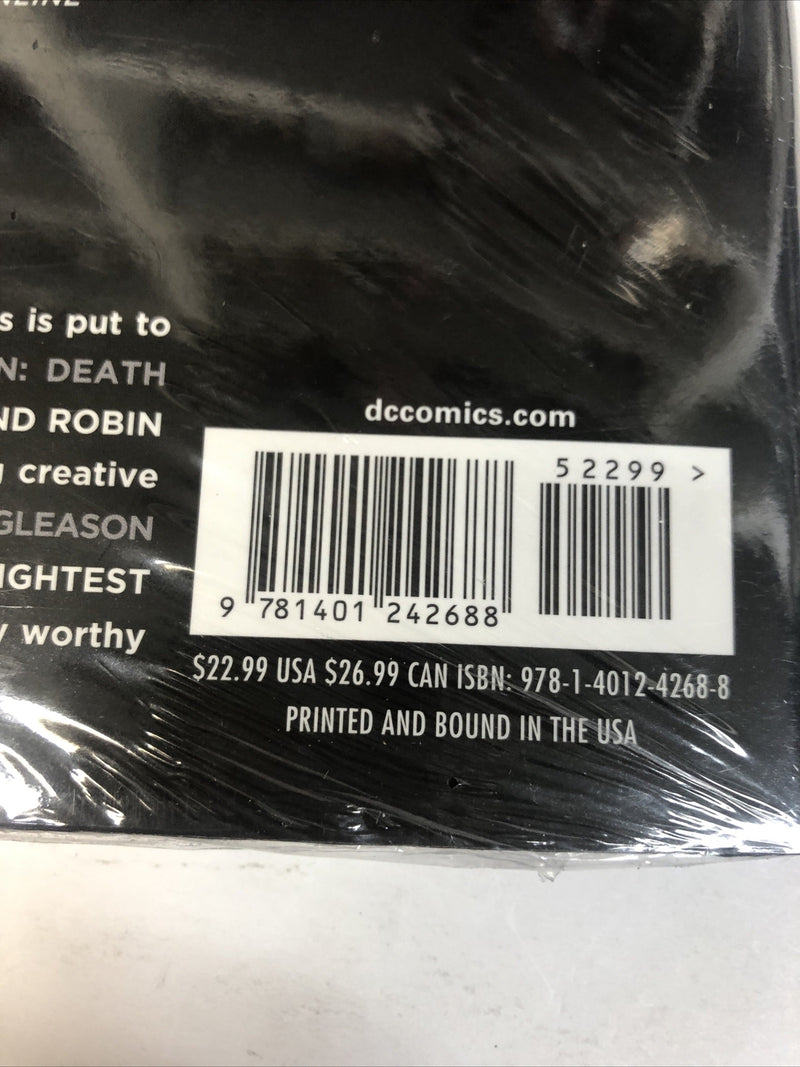 s is put to
N: DEATH
ND ROBIN
creative
GLEASON
IGHTEST
worthy
dccomics.com
52299 >
9 781401 242688
$22.99 USA $26.99 CAN ISBN: 978-1-4012-4268-8
PRINTED AND BOUND IN THE USA